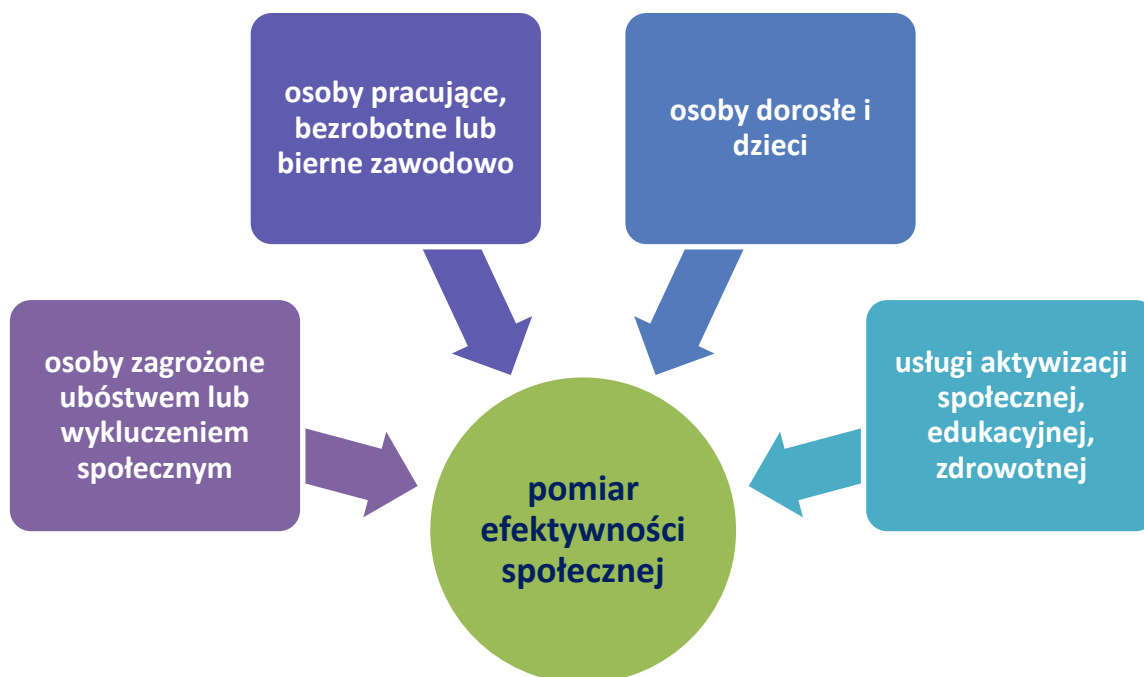 osoby pracujące,
bezrobotne lub
bierne zawodowo
osoby dorosłe i
dzieci
osoby zagrożone
ubóstwem lub
wykluczeniem
społecznym
usługi aktywizacji
społecznej,
edukacyjnej,
zdrowotnej
pomiar
efektywności
społecznej